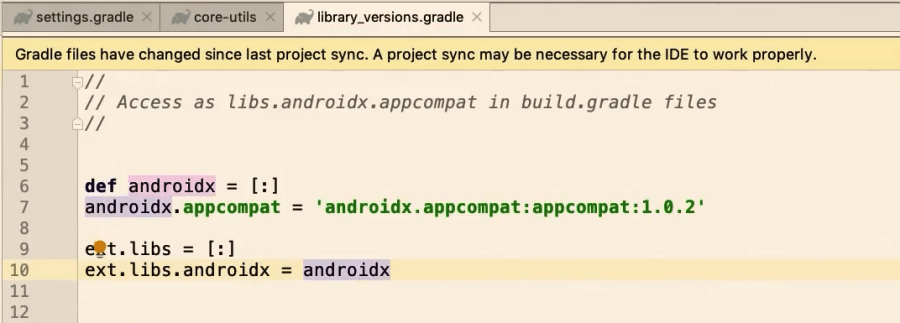 settings.gradle core-utils library_versions.gradle
Gradle files have changed since last project sync. A project sync may be necessary for the IDE to work properly.
1 //
2 // Access as libs.androidx.appcompat in build.gradle files
3 //
4
5
6 def androidx = [:]
7 androidx.appcompat = 'androidx.appcompat:appcompat:1.0.2'
8
9 ext.libs = [:]
10 ext.libs.androidx = androidx
11
12